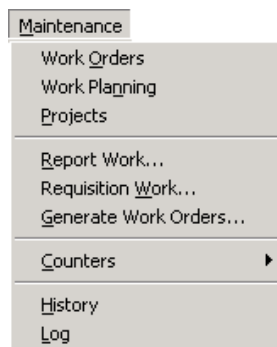 Maintenance
Work Orders
Work Planning
Projects
Report Work...
Requisition Work...
Generate Work Orders...
Counters
History
Log